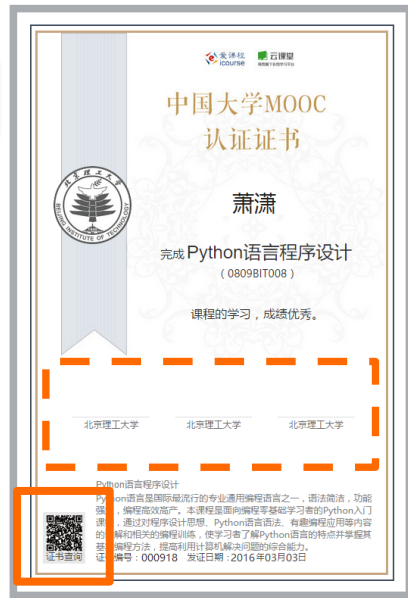 爱课程
icourse
云课堂
中国大学MOOC
认证证书
北京理工大学
BEIJING INSTITUTE OF TECHNOLOGY
萧潇
完成 Python语言程序设计
( 0809BIT008 )
课程的学习，成绩优秀。
北京理工大学 北京理工大学 北京理工大学
Python语言程序设计
Python语言是国际最流行的专业通用编程语言之一，语法简洁，功能
强 ，编程高效高产。本课程是面向编程零基础学习者的Python入门
课 ，通过对程序设计思想、Python语言语法、有趣编程应用等内容
的 解和相关的编程训练，使学习者了解Python语言的特点并掌握其
基 编程方法，提高利用计算机解决问题的综合能力。
证书查询
证 编号：000918 发证日期：2016年03月03日